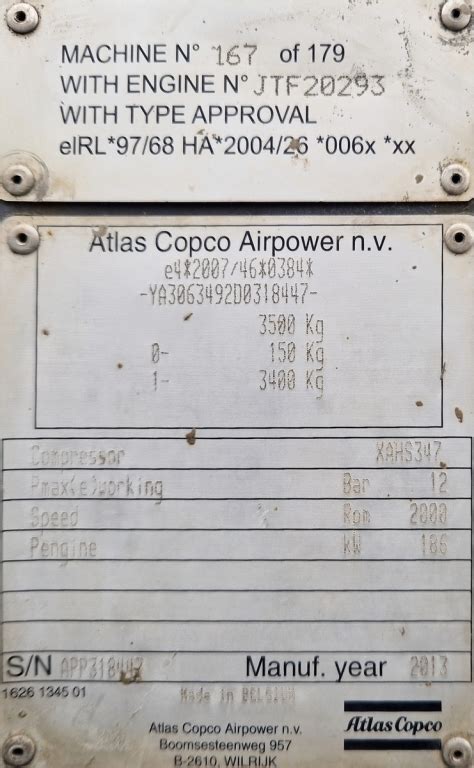 MACHINE N° 167 of 179
WITH ENGINE N° JTF20293
WITH TYPE APPROVAL
eIRL*97/68 HA*2004/26 *006x *xx
Atlas Copco Airpower n.v.
e4*2007/46*0384*
-YA3063492D0318447-
3500 Kg
0- 150 Kg
1- 3400 Kg
Compressor XAHS347
Pmax(e)working Bar 12
Speed Rpm 2000
Pengine kW 186
S/N APP318447 Manuf. year 2013
1626 1345 01 Made in BELGIUM
Atlas Copco Airpower n.v.
Boomsesteenweg 957
B-2610, WILRIJK
Atlas Copco